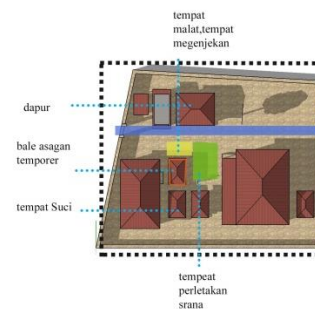 tempat
malat,tempat
megenjekan
dapur
bale asagan
temporer
tempat Suci
tempeat
perletakan
srana